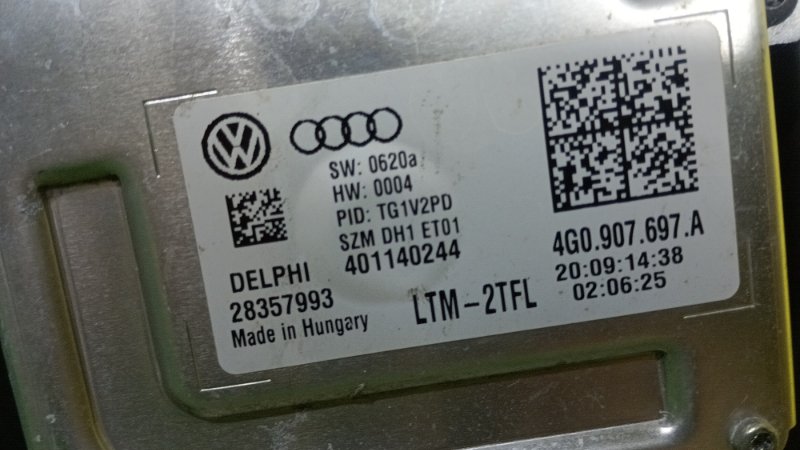 SW: 0620a
HW: 0004
PID: TG1V2PD
SZM DH1 ET01
401140244
DELPHI
28357993
Made in Hungary
LTM-2TFL
4G0.907.697.A
20:09:14:38
02:06:25